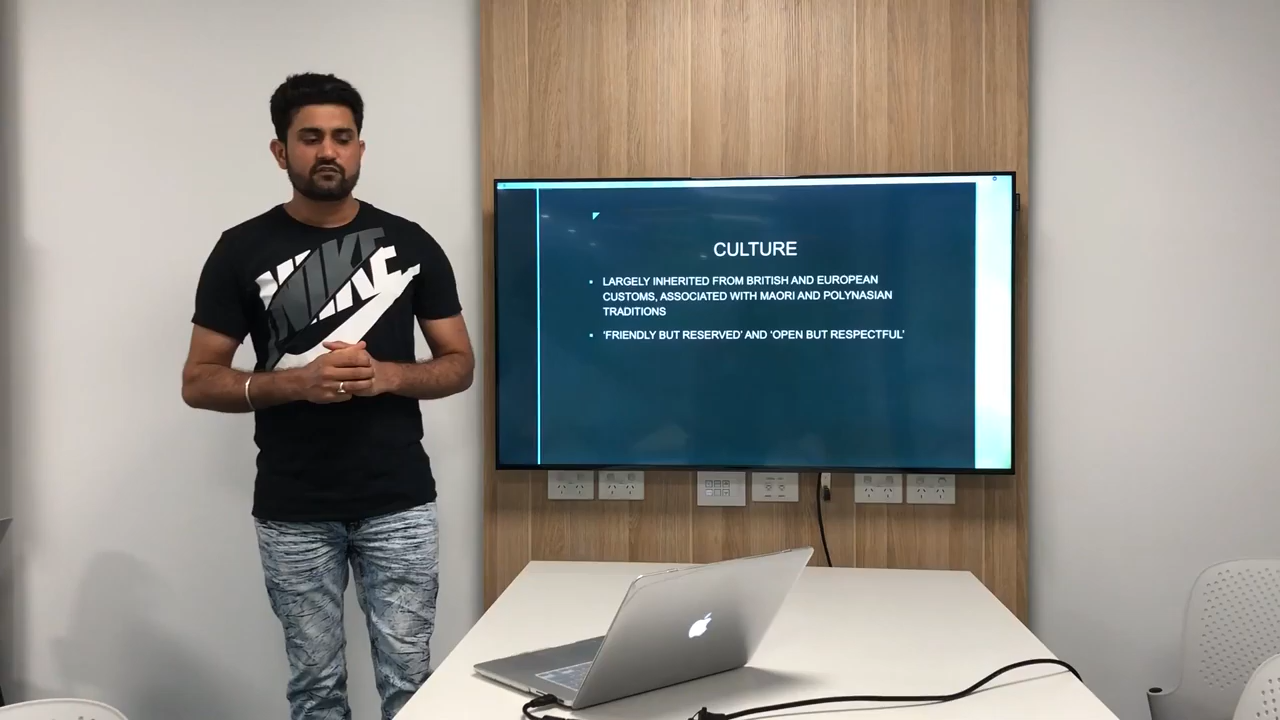 NIKE
NIKE
CULTURE
LARGELY INHERITED FROM BRITISH AND EUROPEAN
CUSTOMS, ASSOCIATED WITH MAORI AND POLYNASIAN
TRADITIONS
'FRIENDLY BUT RESERVED' AND 'OPEN BUT RESPECTFUL'